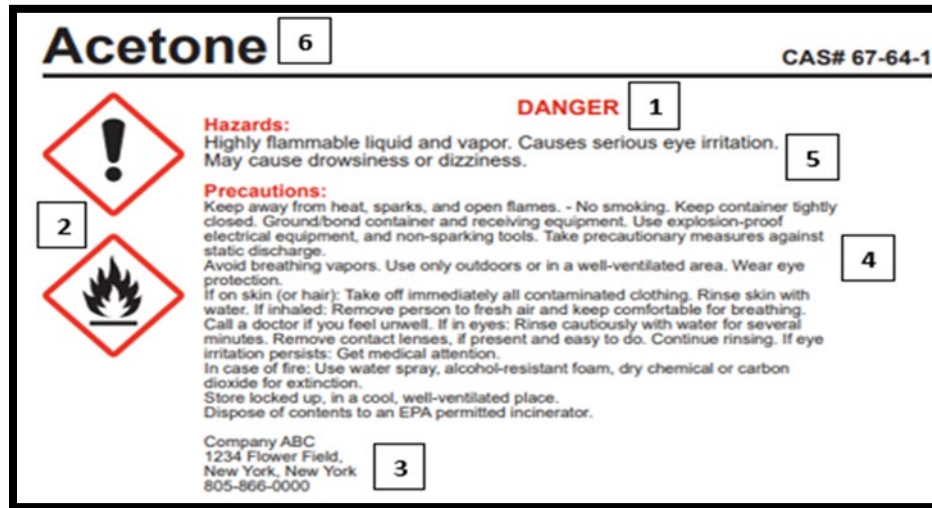 Acetone 6
CAS# 67-64-1
DANGER 1
Hazards:
Highly flammable liquid and vapor. Causes serious eye irritation.
May cause drowsiness or dizziness.
5
Precautions:
Keep away from heat, sparks, and open flames. - No smoking. Keep container tightly
closed. Ground/bond container and receiving equipment. Use explosion-proof
electrical equipment, and non-sparking tools. Take precautionary measures against
static discharge.
2
4
Avoid breathing vapors. Use only outdoors or in a well-ventilated area. Wear eye
protection.
If on skin (or hair): Take off immediately all contaminated clothing. Rinse skin with
water. If inhaled: Remove person to fresh air and keep comfortable for breathing.
Call a doctor if you feel unwell. If in eyes: Rinse cautiously with water for several
minutes. Remove contact lenses, if present and easy to do. Continue rinsing. If eye
irritation persists: Get medical attention.
In case of fire: Use water spray, alcohol-resistant foam, dry chemical or carbon
dioxide for extinction.
Store locked up, in a cool, well-ventilated place.
Dispose of contents to an EPA permitted incinerator.
Company ABC
1234 Flower Field,
New York, New York
805-866-0000
3